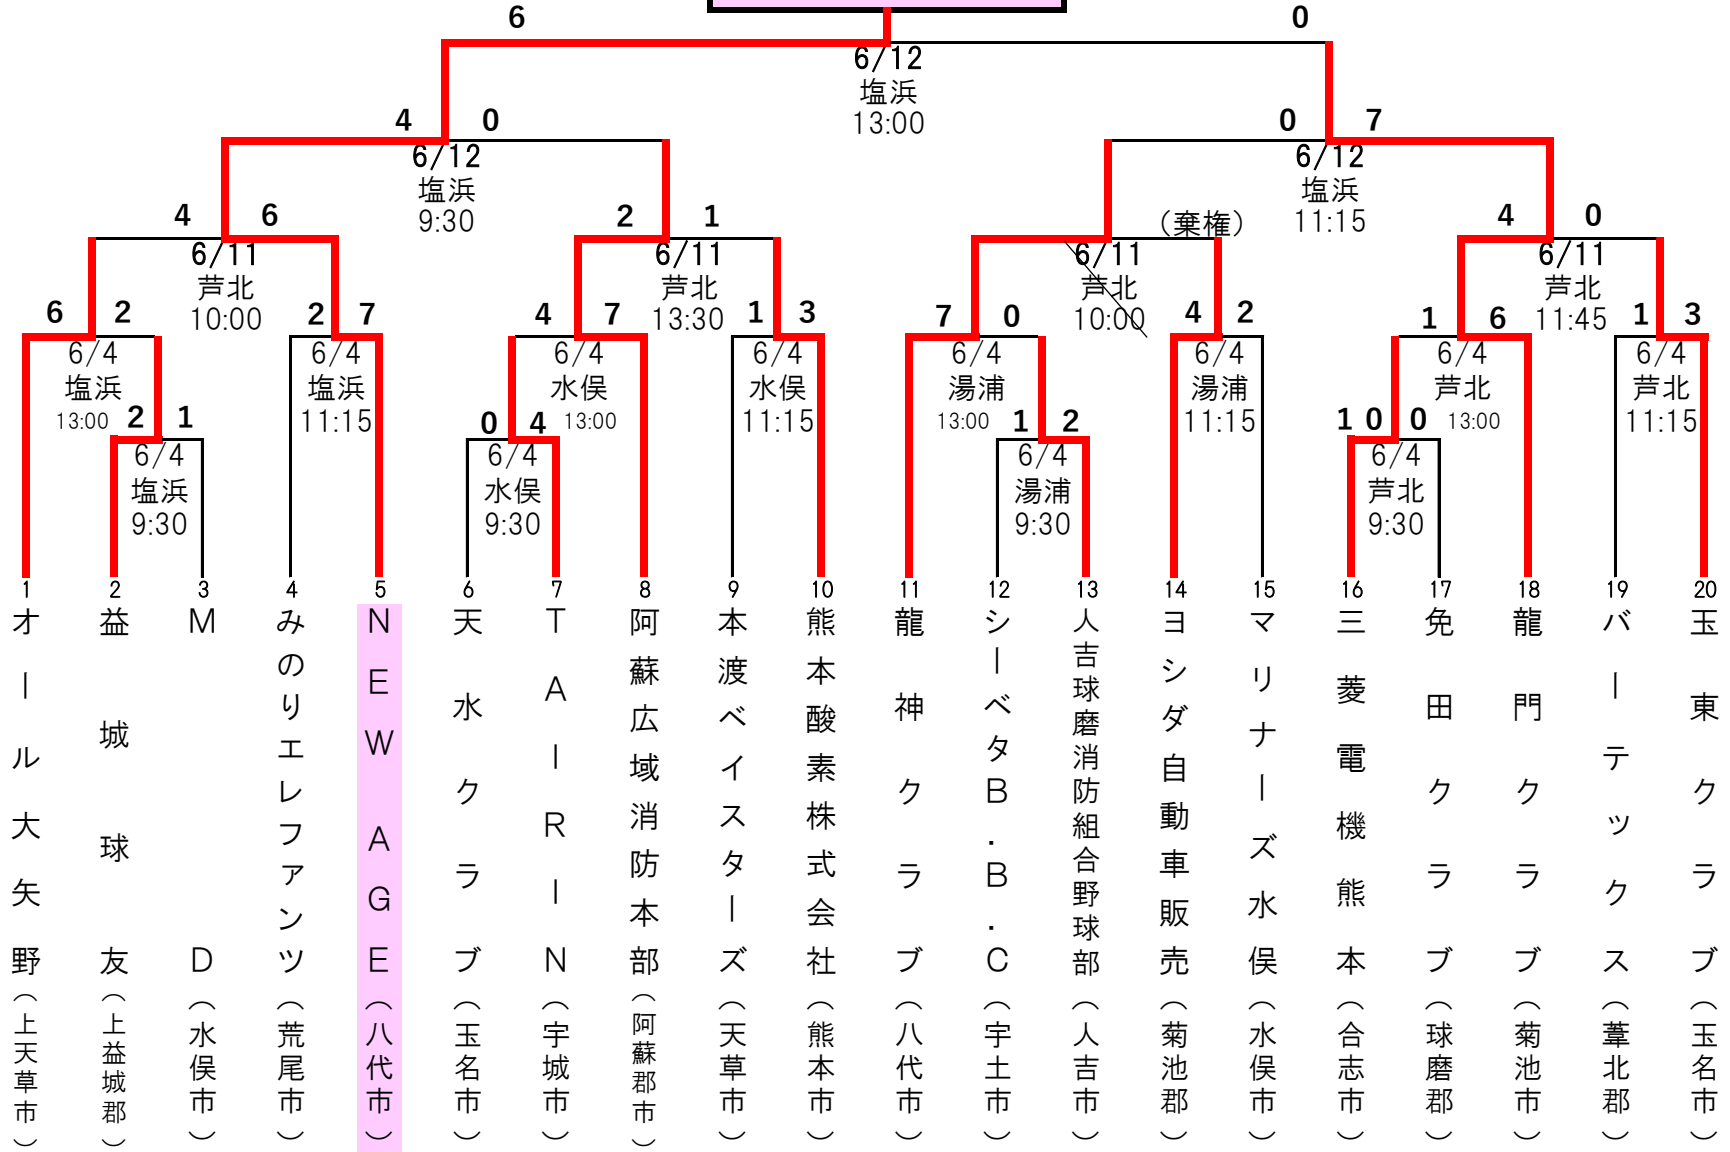 6 0
6/12
塩浜
13:00
4 0
6/12
塩浜
9:30
0 7
6/12
塩浜
11:15
4 6
6/11
芦北
10:00
2 1
6/11
芦北
13:30
(棄権)
6/11
芦北
10:00
4 0
6/11
芦北
11:45
6 2
6/4
塩浜
13:00
2 7
6/4
塩浜
11:15
4 7
6/4
水俣
13:00
1 3
6/4
水俣
11:15
7 0
6/4
湯浦
13:00
4 2
6/4
湯浦
11:15
1 6
6/4
芦北
13:00
1 3
6/4
芦北
11:15
2 1
6/4
塩浜
9:30
0 4
6/4
水俣
9:30
1 2
6/4
湯浦
9:30
10 0
6/4
芦北
9:30
1 オール大矢野(上天草市)
2 益城球友(上益城郡)
3 MD(水俣市)
4 みのりエレファンツ(荒尾市)
5 NEW AGE(八代市)
6 天水クラブ(玉名市)
7 TAIRIN(宇城市)
8 阿蘇広域消防本部(阿蘇郡市)
9 本渡ベイスターズ(天草市)
10 熊本酸素株式会社(熊本市)
11 龍神クラブ(八代市)
12 シーベタB.B.C(宇土市)
13 人吉球磨消防組合野球部(人吉市)
14 ヨシダ自動車販売(菊池郡)
15 マリナーズ水俣(水俣市)
16 三菱電機熊本(合志市)
17 免田クラブ(球磨郡)
18 龍門クラブ(菊池市)
19 バーテックス(葦北郡)
20 玉東クラブ(玉名市)